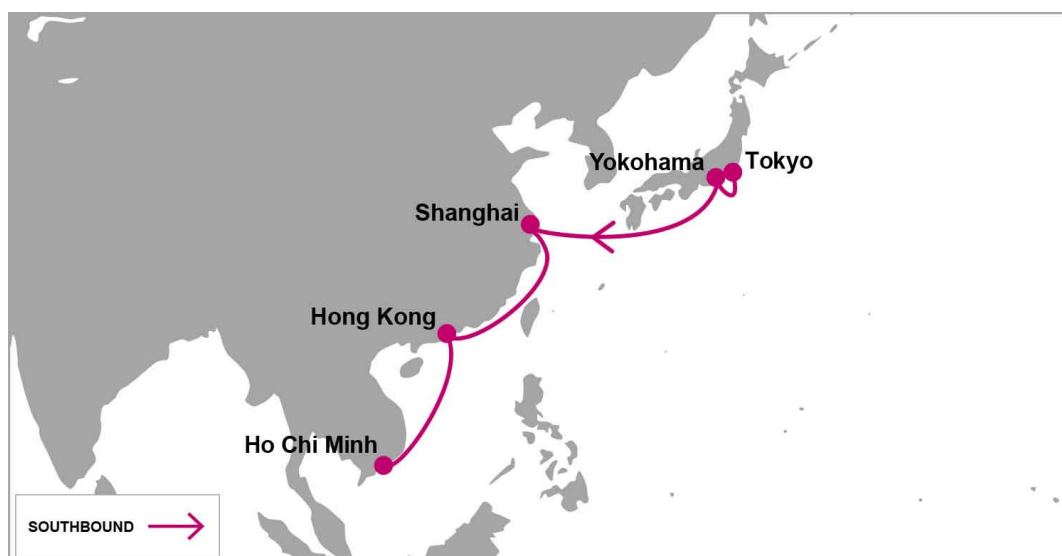 Yokohama
Tokyo
Shanghai
Hong Kong
Ho Chi Minh
SOUTHBOUND